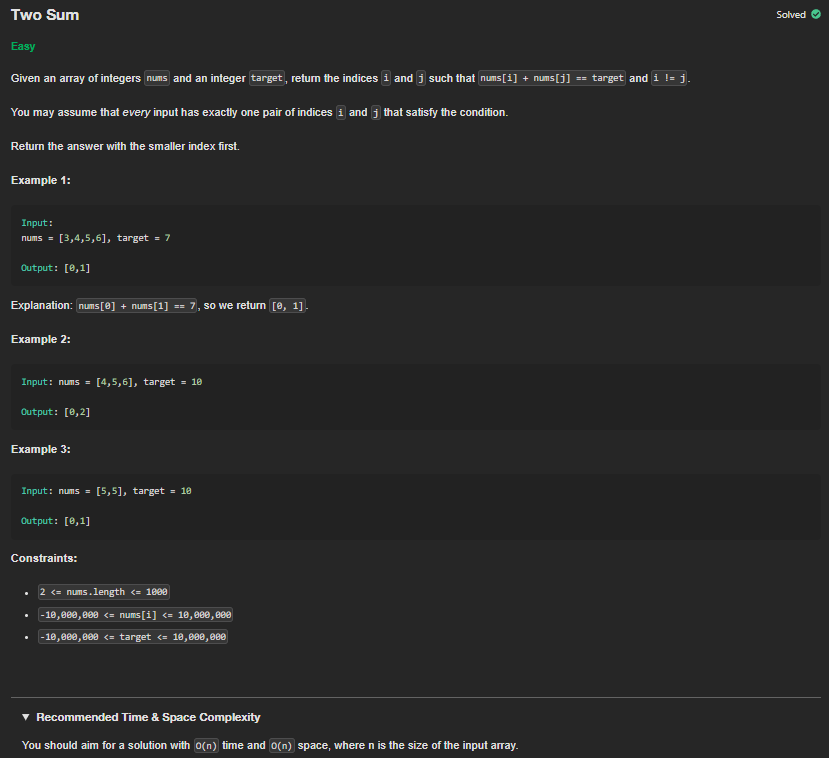 Two Sum
Solved
Easy
Given an array of integers nums and an integer target, return the indices i and j such that nums[i] + nums[j] == target and i != j.
You may assume that every input has exactly one pair of indices i and j that satisfy the condition.
Return the answer with the smaller index first.
Example 1:
Input:
nums = [3,4,5,6], target = 7
Output: [0,1]
Explanation: nums[0] + nums[1] == 7, so we return [0, 1].
Example 2:
Input: nums = [4,5,6], target = 10
Output: [0,2]
Example 3:
Input: nums = [5,5], target = 10
Output: [0,1]
Constraints:
• 2 <= nums.length <= 1000
• -10,000,000 <= nums[i] <= 10,000,000
• -10,000,000 <= target <= 10,000,000
▼ Recommended Time & Space Complexity
You should aim for a solution with O(n) time and O(n) space, where n is the size of the input array.